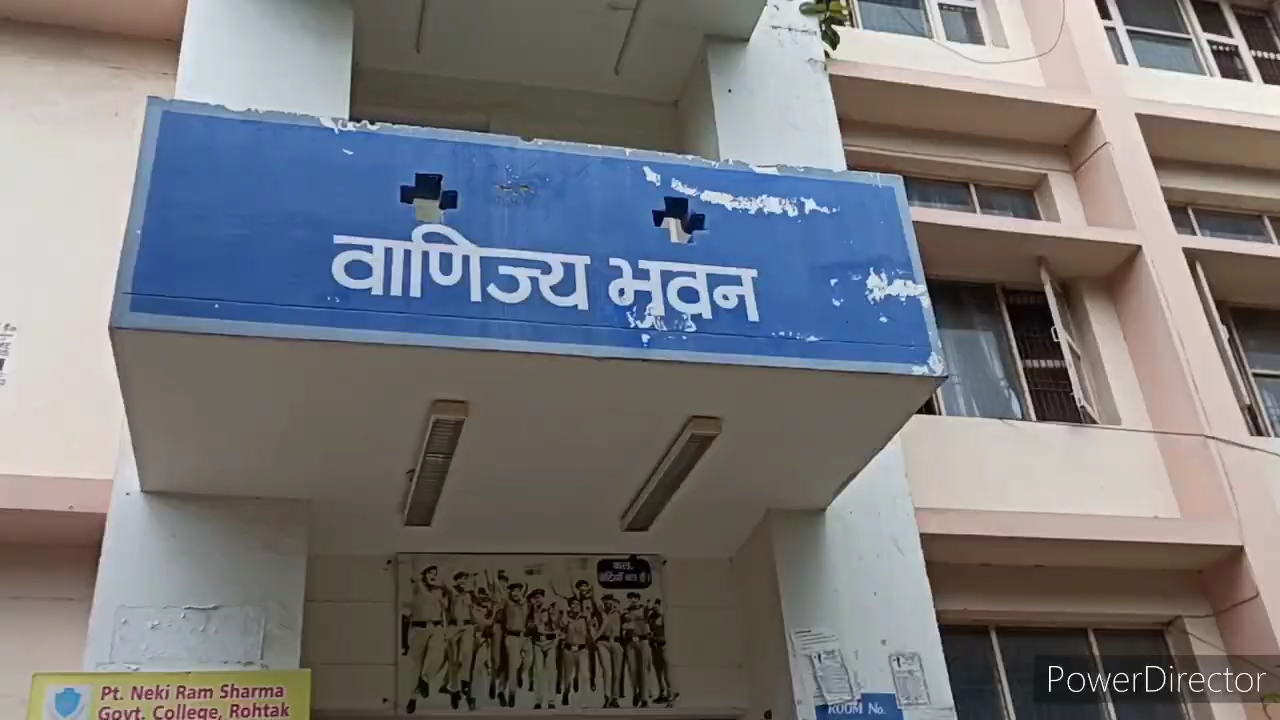 वाणिज्य भवन
Pt. Neki Ram Sharma
Govt. College, Rohtak
ROOM No.
PowerDirector